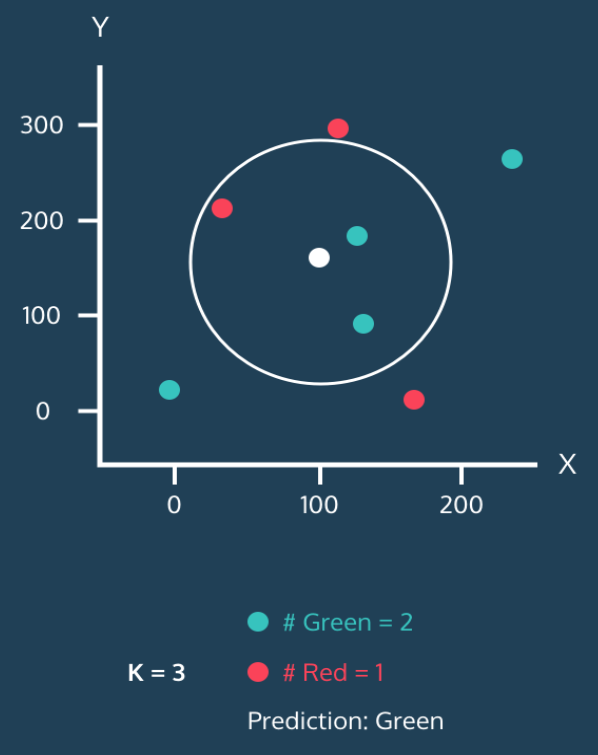 Y
300
200
100
0
X
0 100 200
# Green = 2
K = 3 # Red = 1
Prediction: Green